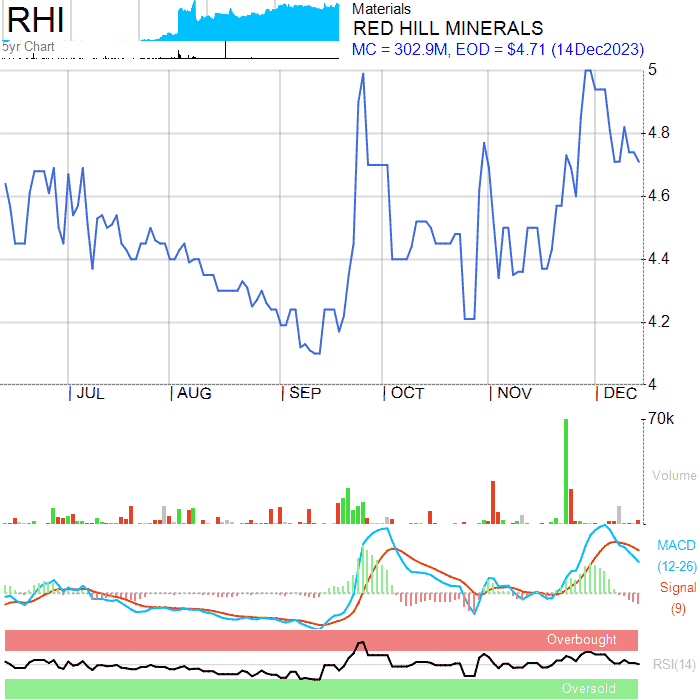 RHI
5yr Chart
Materials
RED HILL MINERALS
MC = 302.9M, EOD = $4.71 (14Dec2023)
5
4.8
4.6
4.4
4.2
4
JUL
AUG
SEP
OCT
NOV
DEC
70k
Volume
MACD
(12-26)
Signal
(9)
Overbought
RSI(14)
Oversold